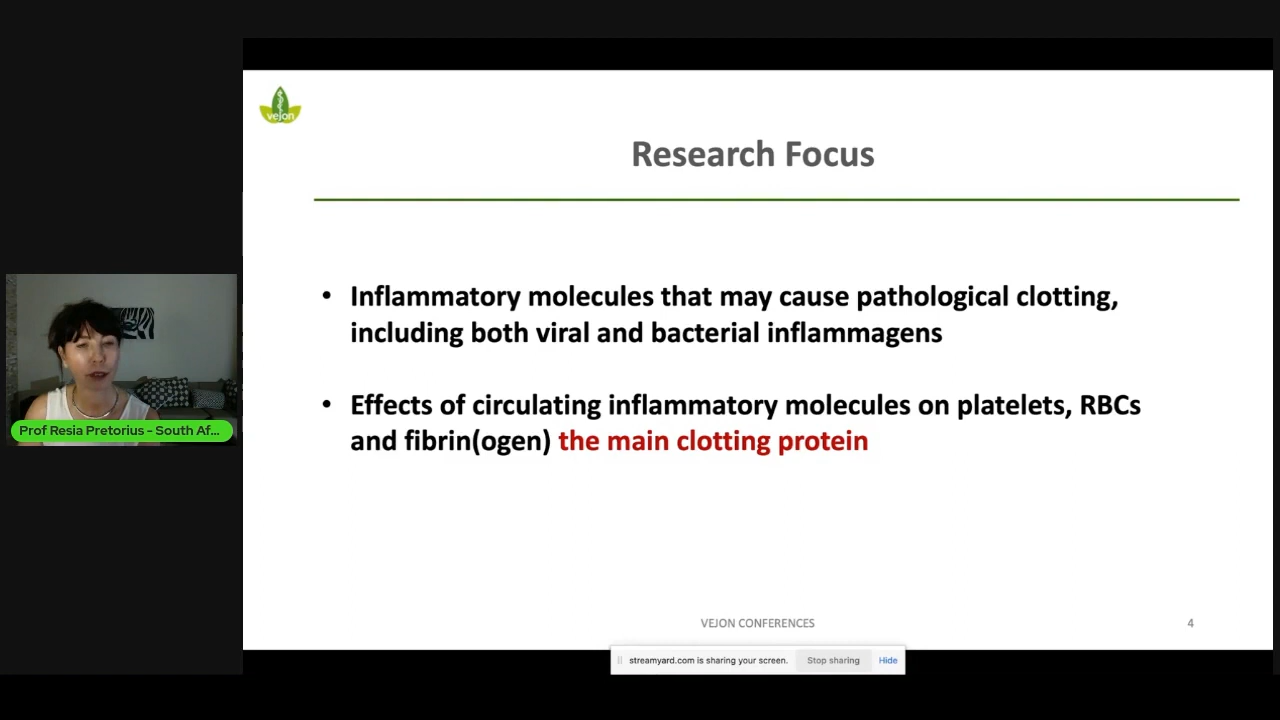 vejon
Research Focus
• Inflammatory molecules that may cause pathological clotting,
including both viral and bacterial inflammagens
• Effects of circulating inflammatory molecules on platelets, RBCs
and fibrin(ogen) the main clotting protein
Prof Resia Pretorius - South Af...
VEJON CONFERENCES
4
streamyard.com is sharing your screen.
Stop sharing
Hide